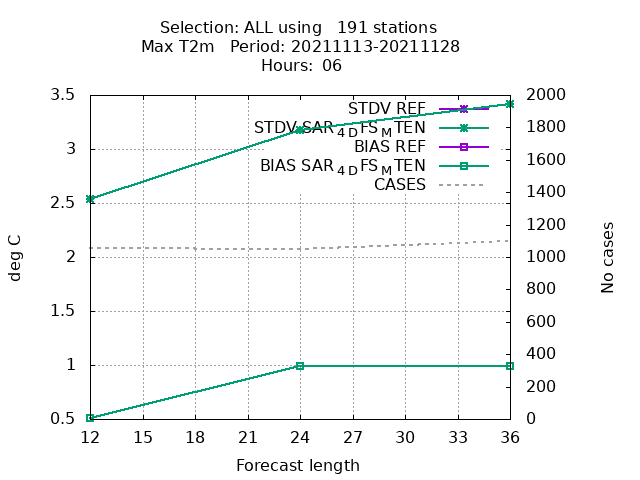 Selection: ALL using 191 stations
Max T2m Period: 20211113-20211128
Hours: 06
3.5
3
2.5
2
1.5
1
0.5
deg C
STDV REF
STDV SAR4DFSMTEN
BIAS REF
BIAS SAR4DFSMTEN
CASES
2000
1800
1600
1400
1200
1000
800
600
400
200
0
No cases
12 15 18 21 24 27 30 33 36
Forecast length